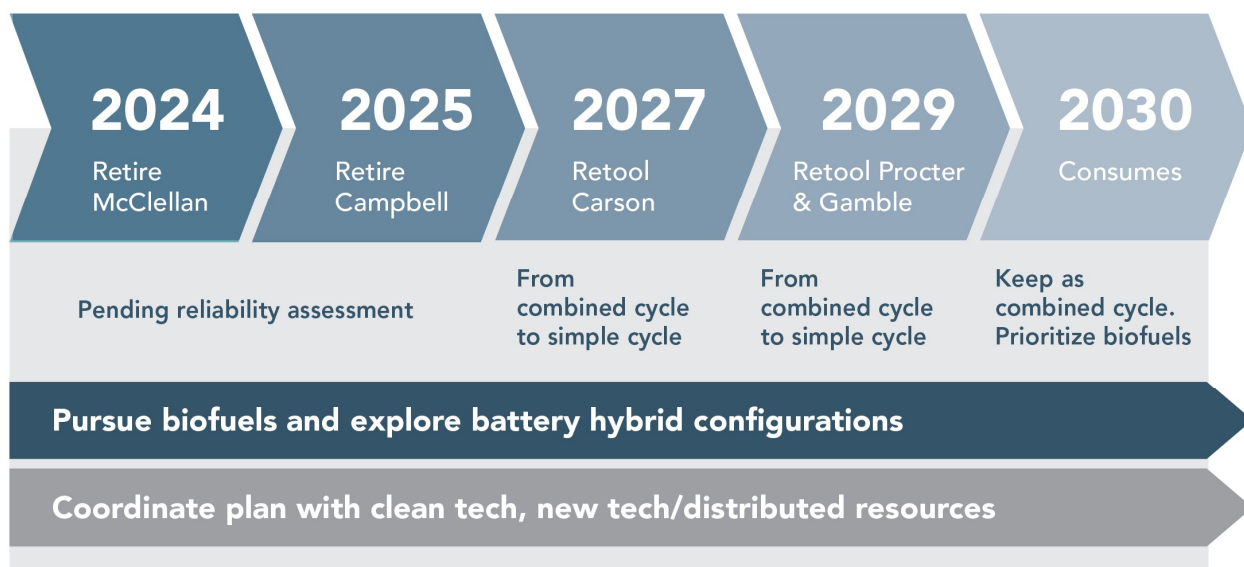 2024
Retire
McClellan
2025
Retire
Campbell
2027
Retool
Carson
2029
Retool Procter
& Gamble
2030
Consumes
Pending reliability assessment
From
combined cycle
to simple cycle
From
combined cycle
to simple cycle
Keep as
combined cycle.
Prioritize biofuels
Pursue biofuels and explore battery hybrid configurations
Coordinate plan with clean tech, new tech/distributed resources